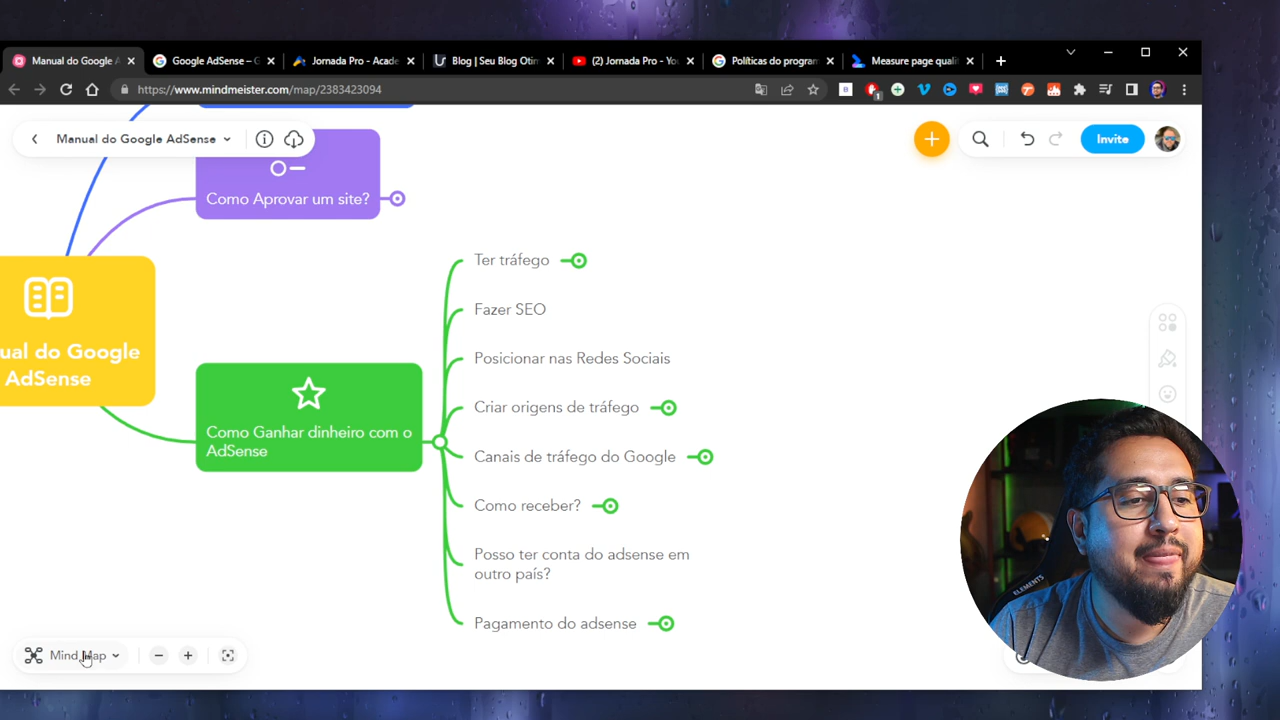 Manual do Google A
Google AdSense – G
Jornada Pro - Acade
Blog | Seu Blog Otim
(2) Jornada Pro - You
Políticas do program
Measure page quali
https://www.mindmeister.com/map/2383423094
Manual do Google AdSense
Invite
Como Aprovar um site?
ual do Google
AdSense
Como Ganhar dinheiro com o
AdSense
Ter tráfego
Fazer SEO
Posicionar nas Redes Sociais
Criar origens de tráfego
Canais de tráfego do Google
Como receber?
Posso ter conta do adsense em
outro país?
Pagamento do adsense
Mind Map
ELEMENTS